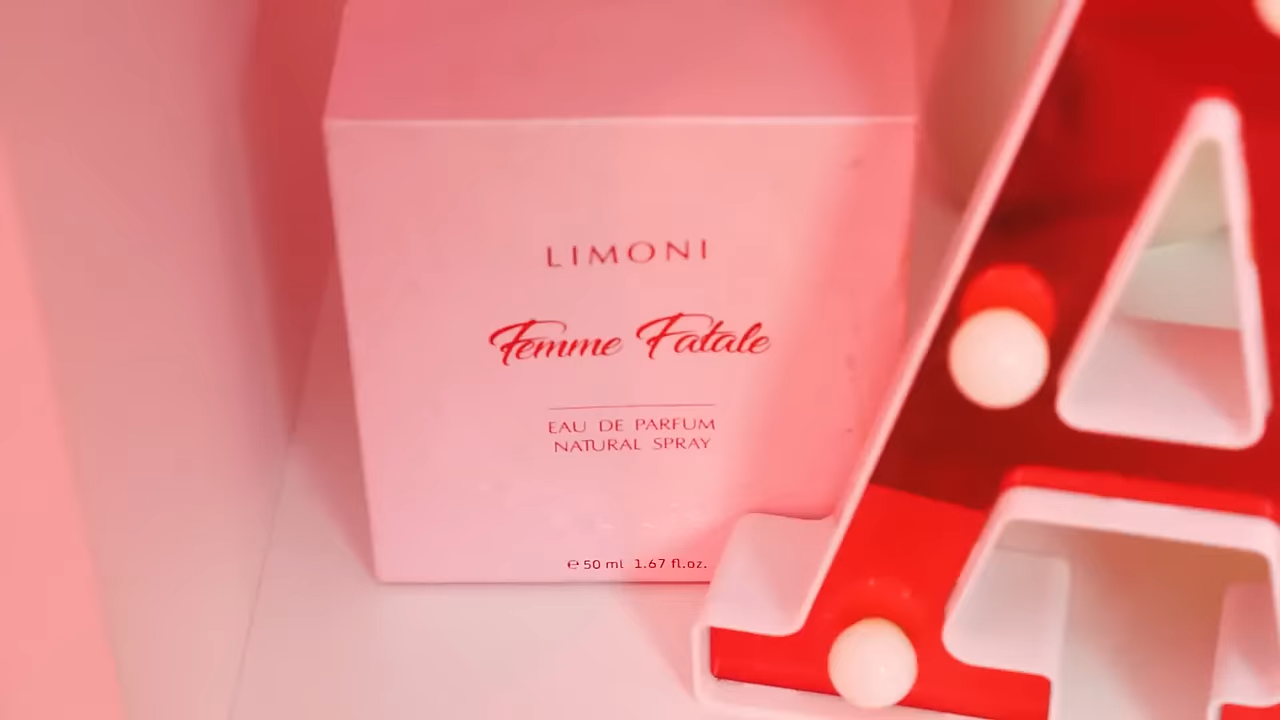 LIMONI
Femme Fatale
EAU DE PARFUM
NATURAL SPRAY
℮ 50 ml 1.67 fl.oz.
A